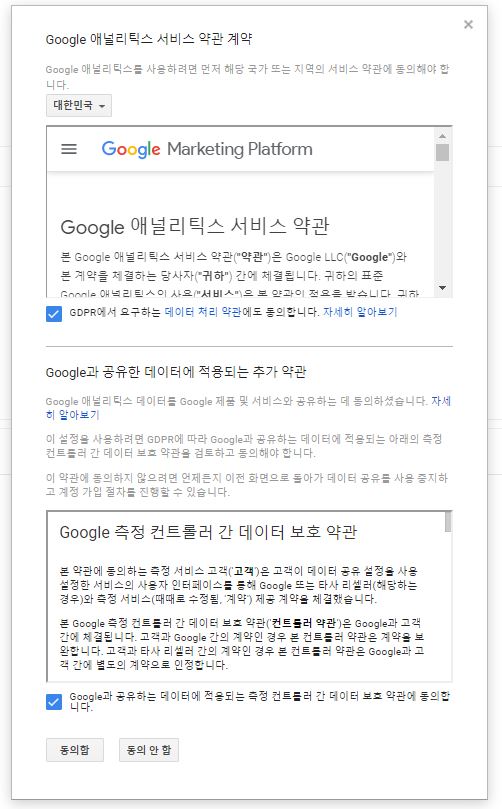 Google 애널리틱스 서비스 약관 계약
Google 애널리틱스를 사용하려면 먼저 해당 국가 또는 지역의 서비스 약관에 동의해야 합
니다.
대한민국
Google Marketing Platform
Google 애널리틱스 서비스 약관
본 Google 애널리틱스 서비스 약관("약관")은 Google LLC("Google")와
본 계약을 체결하는 당사자("귀하") 간에 체결됩니다. 귀하의 표준
Google 애널리틱스의 사용("서비스")은 본 약관의 적용을 받습니다. 귀하
GDPR에서 요구하는 데이터 처리 약관에도 동의합니다. 자세히 알아보기
Google과 공유한 데이터에 적용되는 추가 약관
Google 애널리틱스 데이터를 Google 제품 및 서비스와 공유하는 데 동의하셨습니다. 자세
히 알아보기
이 설정을 사용하려면 GDPR에 따라 Google과 공유하는 데이터에 적용되는 아래의 측정
컨트롤러 간 데이터 보호 약관을 검토하고 동의해야 합니다.
이 약관에 동의하지 않으려면 언제든지 이전 화면으로 돌아가 데이터 공유를 사용 중지하
고 계정 가입 절차를 진행할 수 있습니다.
Google 측정 컨트롤러 간 데이터 보호 약관
본 약관에 동의하는 측정 서비스 고객('고객')은 고객이 데이터 공유 설정을 사용
설정한 서비스의 사용자 인터페이스를 통해 Google 또는 타사 리셀러(해당하는
경우)와 측정 서비스(때때로 수정됨, '계약') 제공 계약을 체결했습니다.
본 Google 측정 컨트롤러 간 데이터 보호 약관('컨트롤러 약관')은 Google과 고객
간에 체결됩니다. 고객과 Google 간의 계약인 경우 본 컨트롤러 약관은 계약을 보
완합니다. 고객과 타사 리셀러 간의 계약인 경우 본 컨트롤러 약관은 Google과 고
객 간에 별도의 계약으로 인정합니다.
Google과 공유하는 데이터에 적용되는 측정 컨트롤러 간 데이터 보호 약관에 동의합
니다.
동의함
동의 안 함